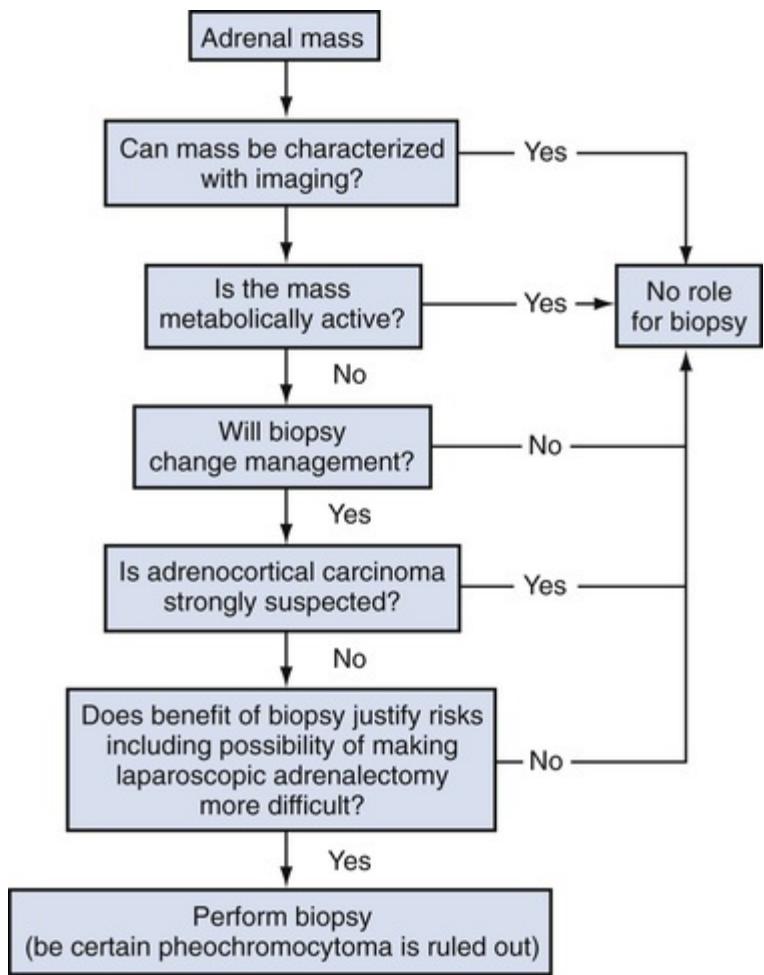 Adrenal mass
Can mass be characterized
with imaging?
Yes
Is the mass
metabolically active?
Yes
No role
for biopsy
No
Will biopsy
change management?
No
Yes
Is adrenocortical carcinoma
strongly suspected?
Yes
No
Does benefit of biopsy justify risks
including possibility of making
laparoscopic adrenalectomy
more difficult?
No
Yes
Perform biopsy
(be certain pheochromocytoma is ruled out)